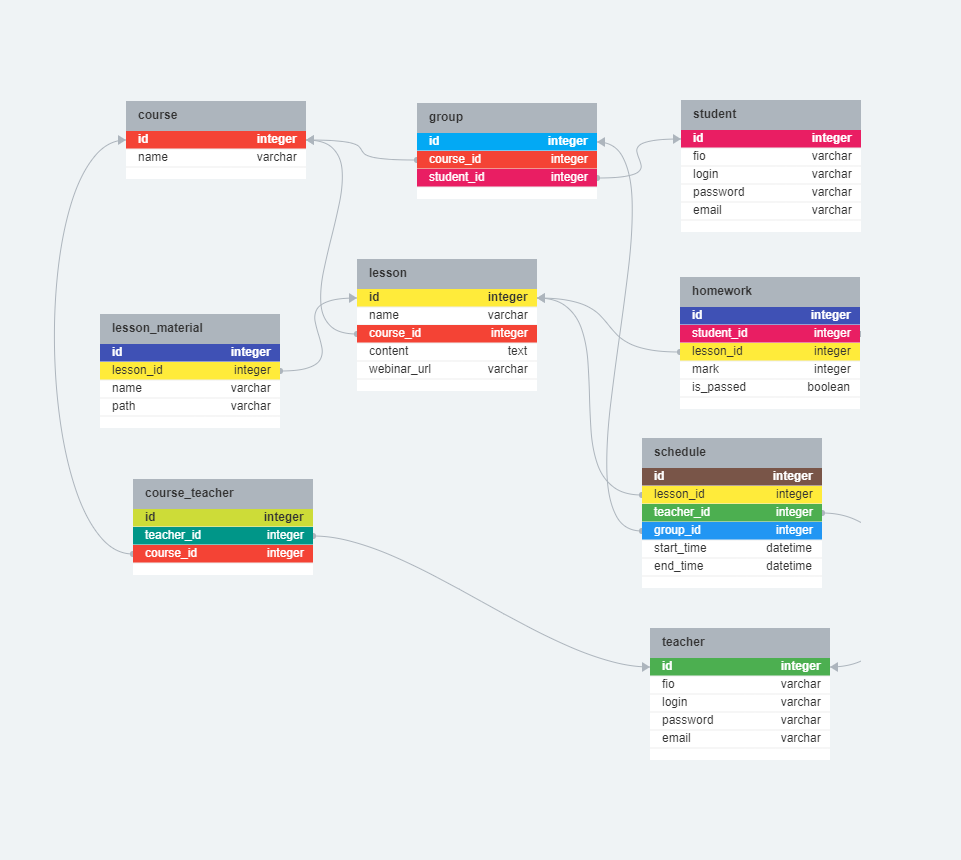 course
id integer
name varchar
group
id integer
course_id integer
student_id integer
student
id integer
fio varchar
login varchar
password varchar
email varchar
lesson
id integer
name varchar
course_id integer
content text
webinar_url varchar
homework
id integer
student_id integer
lesson_id integer
mark integer
is_passed boolean
lesson_material
id integer
lesson_id integer
name varchar
path varchar
schedule
id integer
lesson_id integer
teacher_id integer
group_id integer
start_time datetime
end_time datetime
course_teacher
id integer
teacher_id integer
course_id integer
teacher
id integer
fio varchar
login varchar
password varchar
email varchar